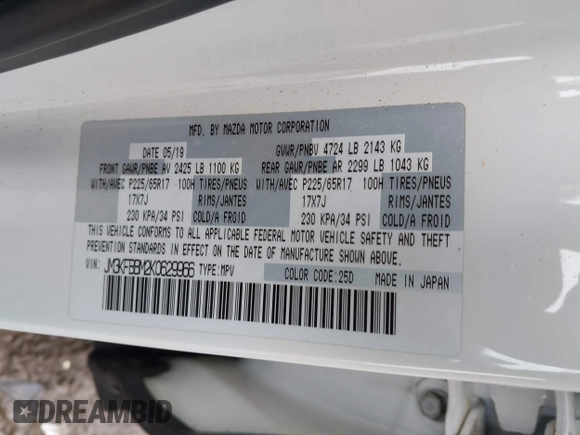 MFD. BY MAZDA MOTOR CORPORATION
DATE 05/19 GVWR/PNBV 4724 LB 2143 KG
FRONT GAWR/PNBE AV 2425 LB 1100 KG REAR GAWR/PNBE AR 2299 LB 1043 KG
WITH/AVEC P225/65R17 100H TIRES/PNEUS WITH/AVEC P225/65R17 100H TIRES/PNEUS
17X7J RIMS/JANTES 17X7J RIMS/JANTES
230 KPA/34 PSI COLD/A FROID 230 KPA/34 PSI COLD/A FROID
THIS VEHICLE CONFORMS TO ALL APPLICABLE FEDERAL MOTOR VEHICLE SAFETY, BUMPER, AND THEFT
PREVENTION STANDARDS IN EFFECT ON THE DATE OF MANUFACTURE SHOWN ABOVE.
VIN: JM3KFBBM2K0629966 TYPE:MPV COLOR CODE:25D MADE IN JAPAN
DREAMBID